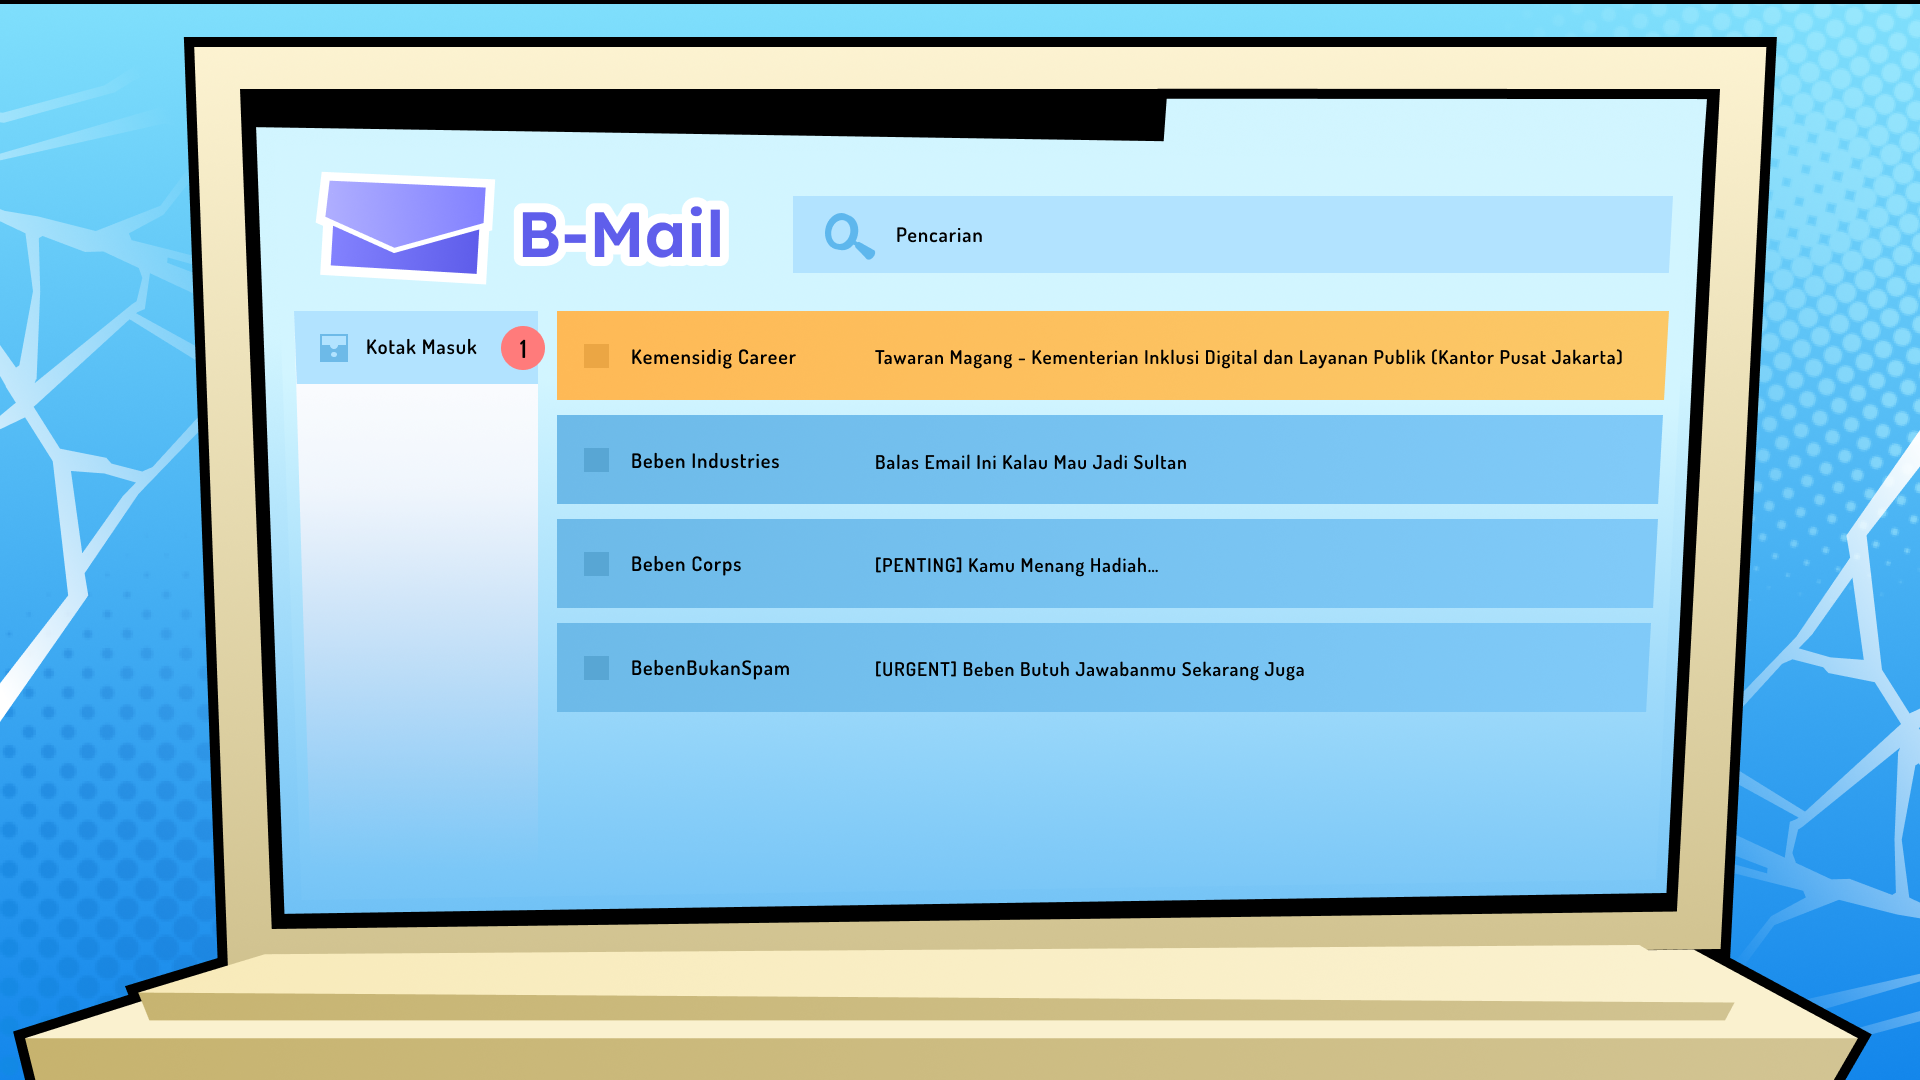 B-Mail
Pencarian
Kotak Masuk 1
Kemensidig Career Tawaran Magang - Kementerian Inklusi Digital dan Layanan Publik (Kantor Pusat Jakarta)
Beben Industries Balas Email Ini Kalau Mau Jadi Sultan
Beben Corps [PENTING] Kamu Menang Hadiah...
BebenBukanSpam [URGENT] Beben Butuh Jawabanmu Sekarang Juga